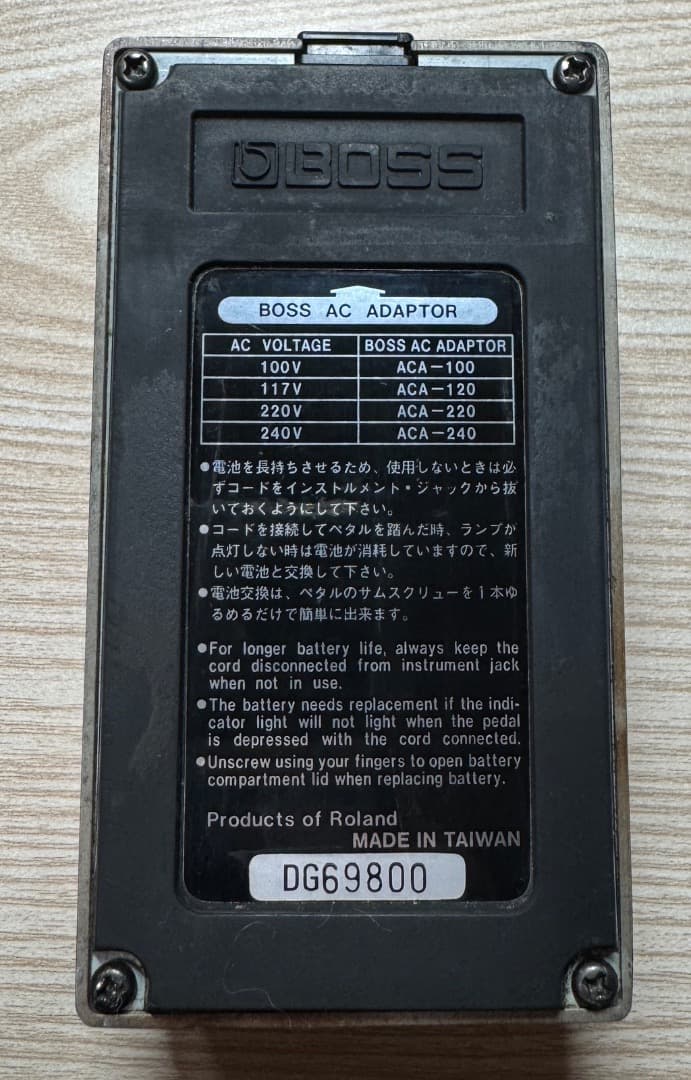 BOSS
BOSS AC ADAPTOR
AC VOLTAGE BOSS AC ADAPTOR
100V ACA-100
117V ACA-120
220V ACA-220
240V ACA-240
●電池を長持ちさせるため、使用しないときは必
ずコードをインストルメント・ジャックから抜
いておくようにして下さい。
●コードを接続してペタルを踏んだ時、ランプが
点灯しない時は電池が消耗していますので、新
しい電池と交換して下さい。
●電池交換は、ペタルのサムスクリューを1本ゆ
るめるだけで簡単に出来ます。
●For longer battery life, always keep the
cord disconnected from instrument jack
when not in use.
●The battery needs replacement if the indi-
cator light will not light when the pedal
is depressed with the cord connected.
●Unscrew using your fingers to open battery
compartment lid when replacing battery.
Products of Roland
MADE IN TAIWAN
DG69800